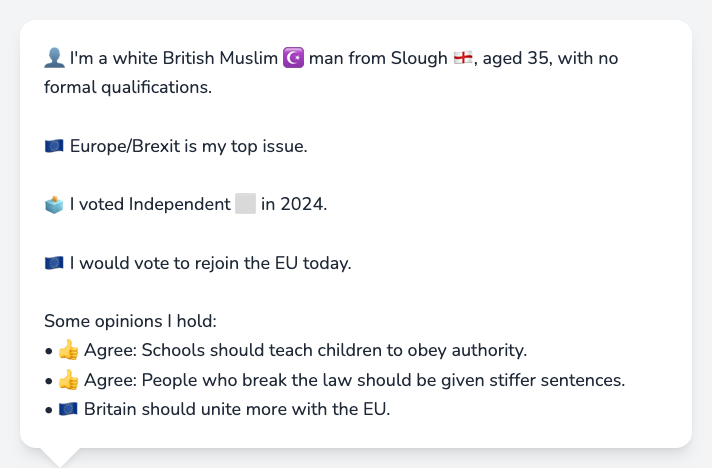 👤 I'm a white British Muslim ☪️ man from Slough 🏴󠁧󠁢󠁥󠁮󠁧󠁿, aged 35, with no
formal qualifications.
🇪🇺 Europe/Brexit is my top issue.
🗳️ I voted Independent ⬜ in 2024.
🇪🇺 I would vote to rejoin the EU today.
Some opinions I hold:
• 👍 Agree: Schools should teach children to obey authority.
• 👍 Agree: People who break the law should be given stiffer sentences.
• 🇪🇺 Britain should unite more with the EU.